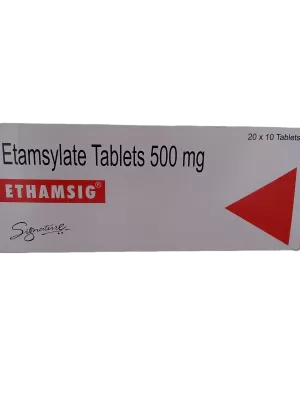 20 x 10 Tablets
Etamsylate Tablets 500 mg
ETHAMSIG®
Signature